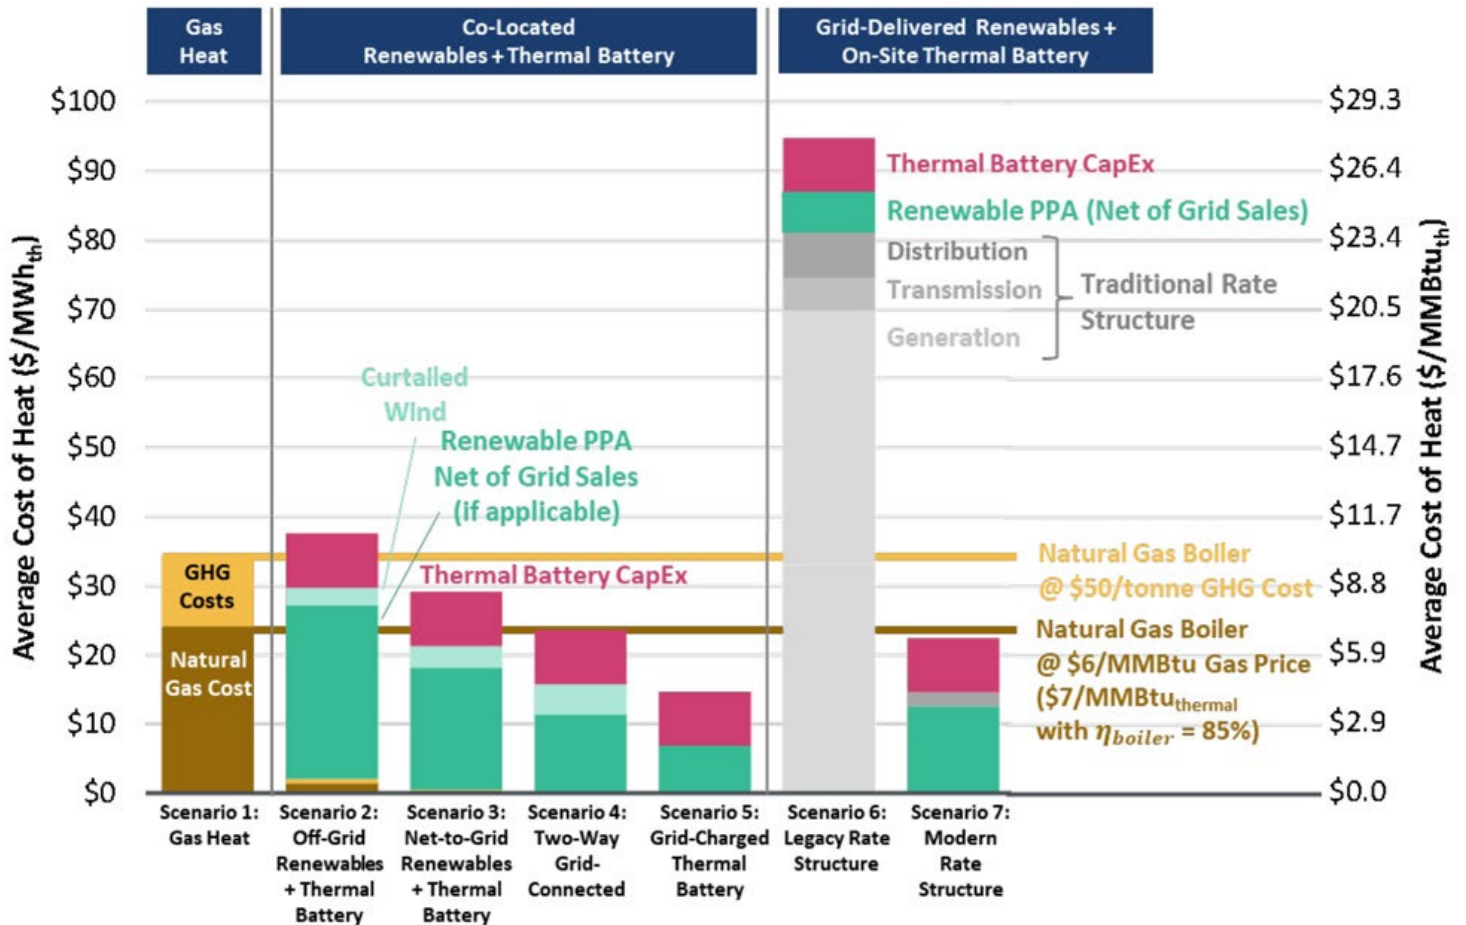 Gas
Heat
Co-Located
Renewables + Thermal Battery
Grid-Delivered Renewables +
On-Site Thermal Battery
Average Cost of Heat ($/MWhth)
$100
$90
$80
$70
$60
$50
$40
$30
$20
$10
$0
$29.3
$26.4
$23.4
$20.5
$17.6
$14.7
$11.7
$8.8
$5.9
$2.9
$0.0
Average Cost of Heat ($/MMBtuth)
Thermal Battery CapEx
Renewable PPA (Net of Grid Sales)
Distribution
Transmission
Generation
Traditional Rate
Structure
Curtailed
Wind
Renewable PPA
Net of Grid Sales
(if applicable)
Thermal Battery CapEx
GHG
Costs
Natural
Gas Cost
Natural Gas Boiler
@ $50/tonne GHG Cost
Natural Gas Boiler
@ $6/MMBtu Gas Price
($7/MMBtuthermal
with ηboiler = 85%)
Scenario 1:
Gas Heat
Scenario 2:
Off-Grid
Renewables
+ Thermal
Battery
Scenario 3:
Net-to-Grid
Renewables
+ Thermal
Battery
Scenario 4:
Two-Way
Grid-
Connected
Scenario 5:
Grid-Charged
Thermal
Battery
Scenario 6:
Legacy Rate
Structure
Scenario 7:
Modern
Rate
Structure